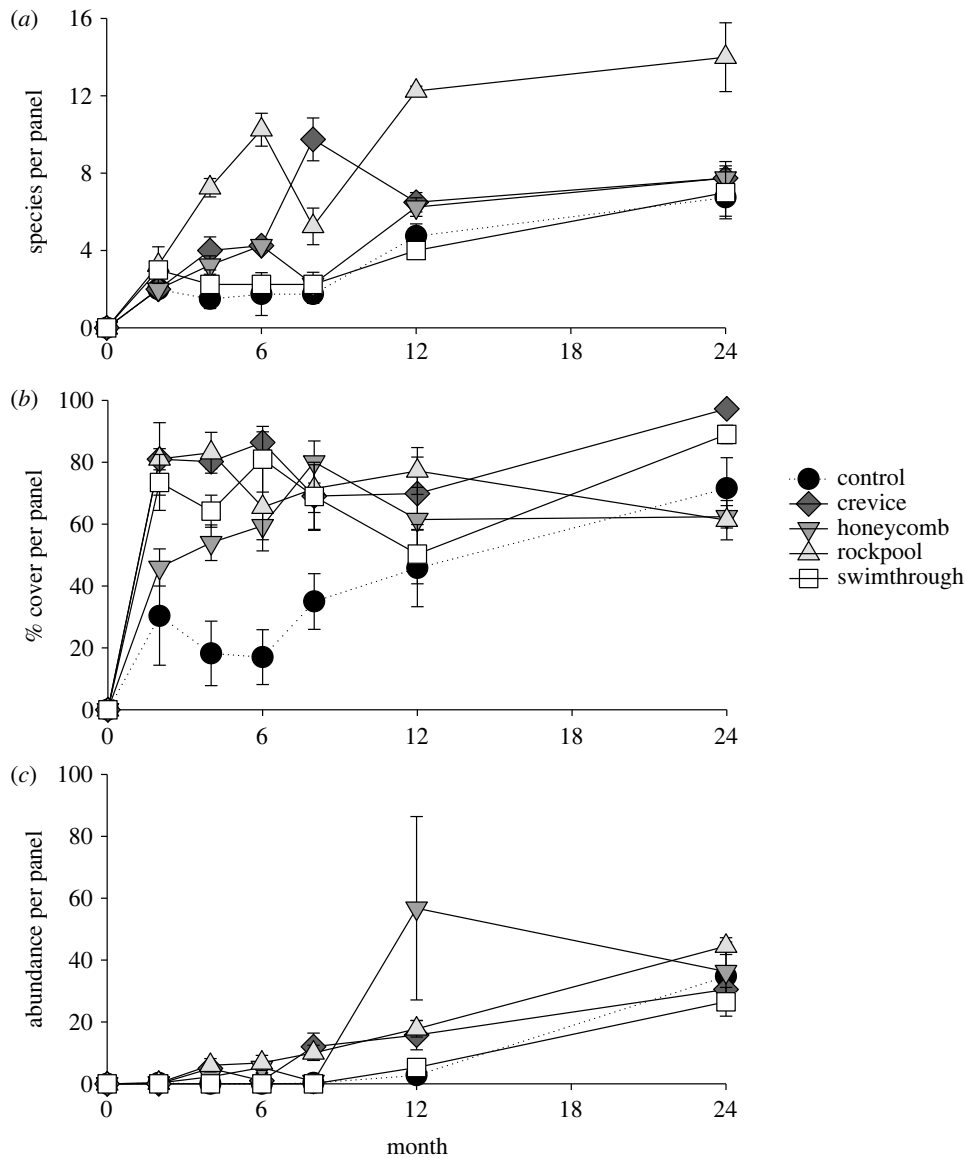 (a)
16
12
8
4
0
species per panel
0 6 12 18 24
(b)
100
80
60
40
20
0
% cover per panel
0 6 12 18 24
control
crevice
honeycomb
rockpool
swimthrough
(c)
100
80
60
40
20
0
abundance per panel
0 6 12 18 24
month